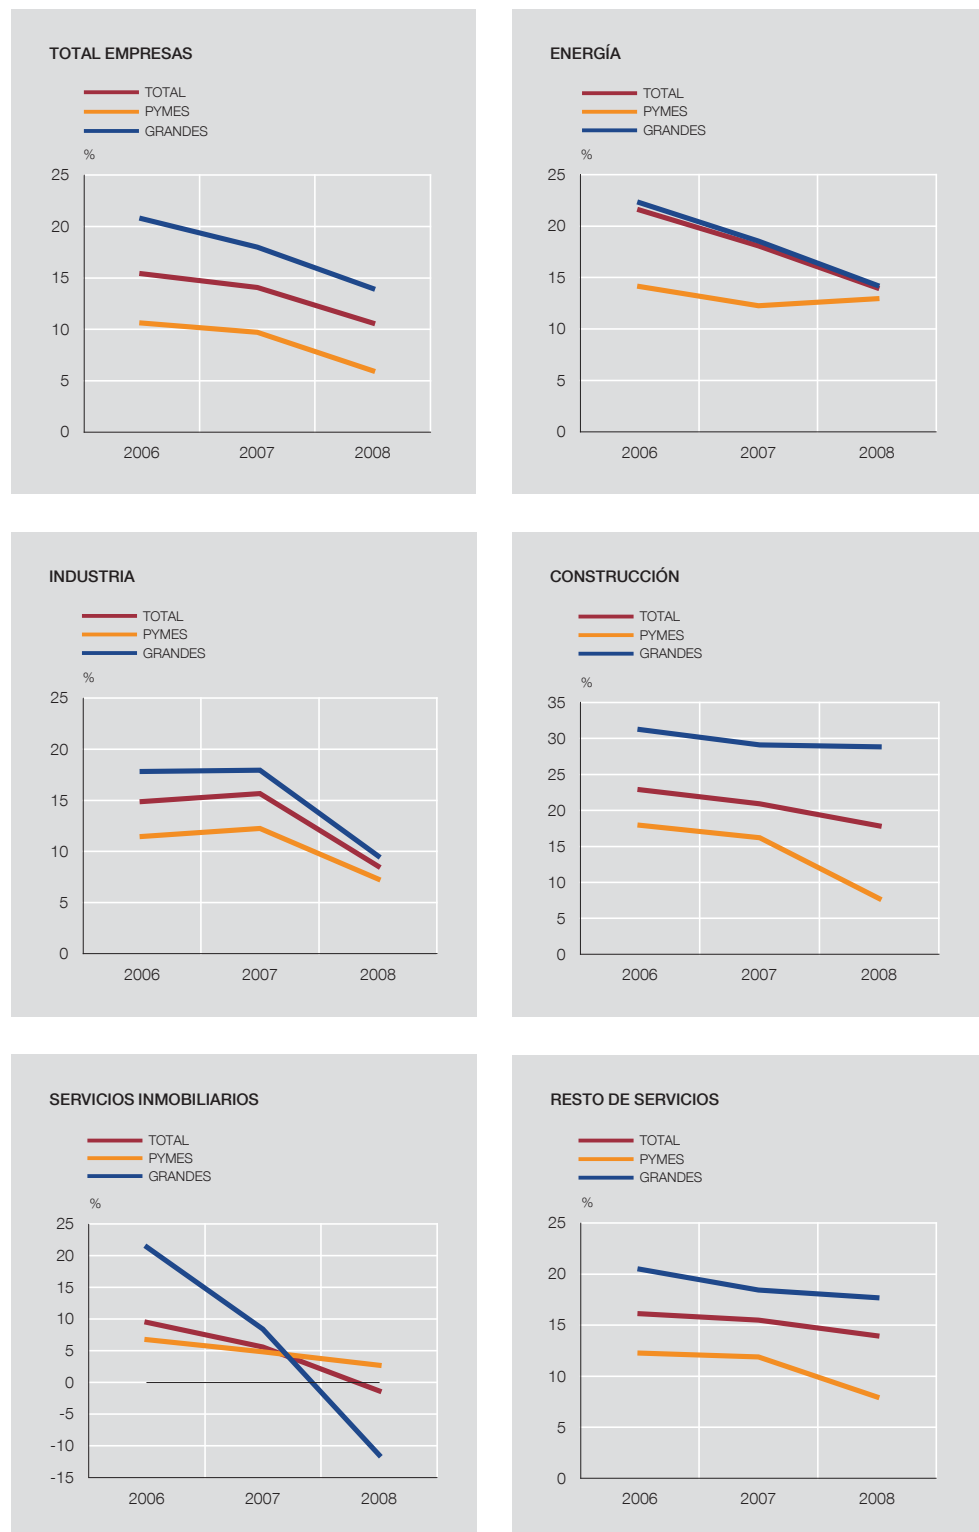 TOTAL EMPRESAS
TOTAL
PYMES
GRANDES
%
25
20
15
10
5
0
2006 2007 2008
ENERGÍA
TOTAL
PYMES
GRANDES
%
25
20
15
10
5
0
2006 2007 2008
INDUSTRIA
TOTAL
PYMES
GRANDES
%
25
20
15
10
5
0
2006 2007 2008
CONSTRUCCIÓN
TOTAL
PYMES
GRANDES
%
35
30
25
20
15
10
5
0
2006 2007 2008
SERVICIOS INMOBILIARIOS
TOTAL
PYMES
GRANDES
%
25
20
15
10
5
0
-5
-10
-15
2006 2007 2008
RESTO DE SERVICIOS
TOTAL
PYMES
GRANDES
%
25
20
15
10
5
0
2006 2007 2008